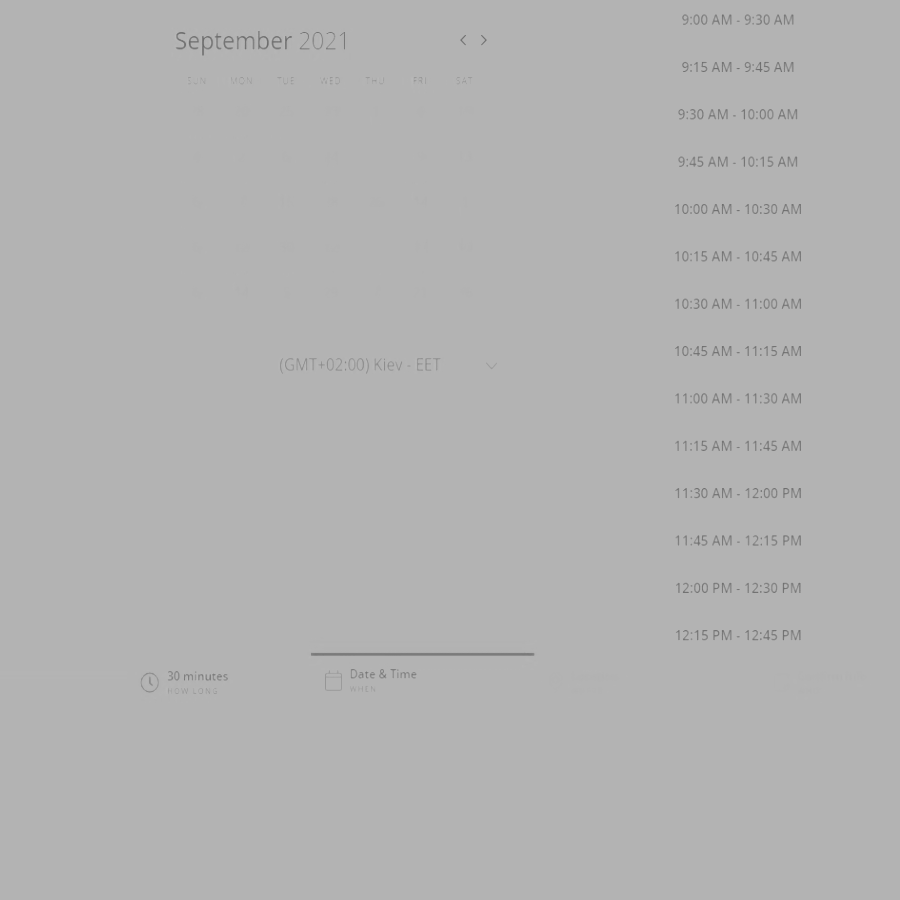 September 2021
SUN MON TUE WED THU FRI SAT
(GMT+02:00) Kiev - EET
9:00 AM - 9:30 AM
9:15 AM - 9:45 AM
9:30 AM - 10:00 AM
9:45 AM - 10:15 AM
10:00 AM - 10:30 AM
10:15 AM - 10:45 AM
10:30 AM - 11:00 AM
10:45 AM - 11:15 AM
11:00 AM - 11:30 AM
11:15 AM - 11:45 AM
11:30 AM - 12:00 PM
11:45 AM - 12:15 PM
12:00 PM - 12:30 PM
12:15 PM - 12:45 PM
30 minutes
HOW LONG
Date & Time
WHEN